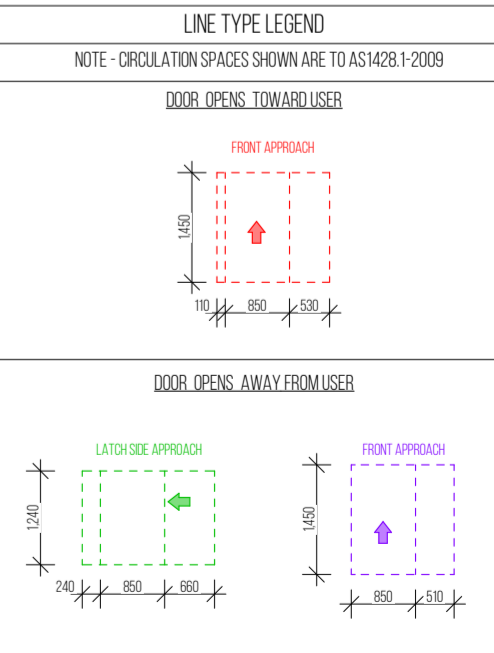 LINE TYPE LEGEND
NOTE - CIRCULATION SPACES SHOWN ARE TO AS1428.1-2009
DOOR OPENS TOWARD USER
FRONT APPROACH
1,450
110 850 530
DOOR OPENS AWAY FROM USER
LATCH SIDE APPROACH
1,240
240 850 660
FRONT APPROACH
1,450
850 510